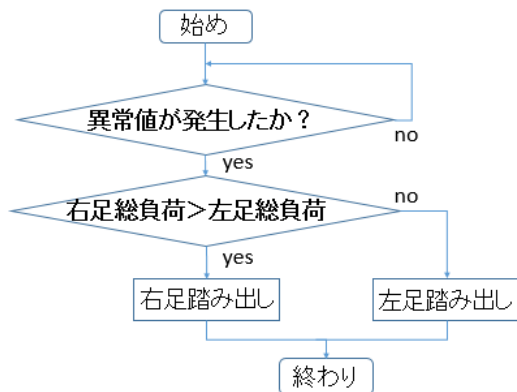 始め
異常値が発生したか？
no
yes
右足総負荷＞左足総負荷
no
yes
右足踏み出し
左足踏み出し
終わり